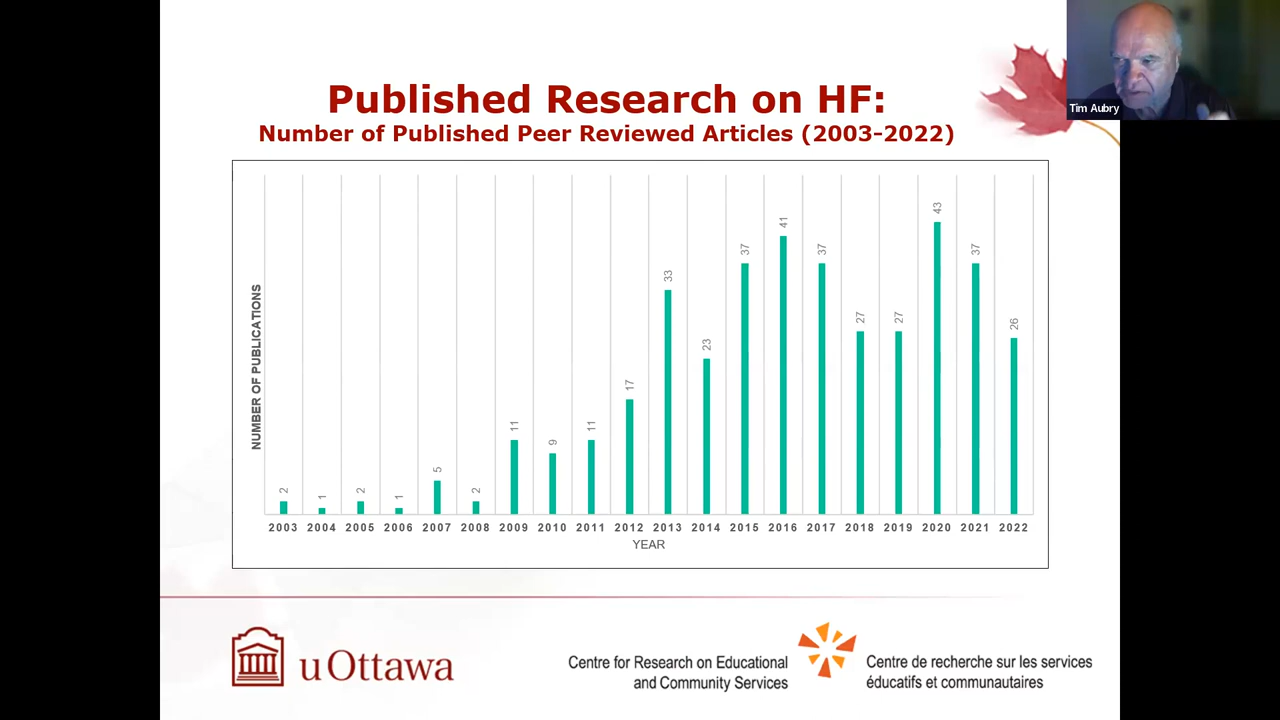 Published Research on HF:
Number of Published Peer Reviewed Articles (2003-2022)
Tim Aubry
NUMBER OF PUBLICATIONS
2 1 2 1 5 2 11 9 11 17 33 23 37 41 37 27 27 43 37 26
2003 2004 2005 2006 2007 2008 2009 2010 2011 2012 2013 2014 2015 2016 2017 2018 2019 2020 2021 2022
YEAR
uOttawa
Centre for Research on Educational
and Community Services
Centre de recherche sur les services
éducatifs et communautaires